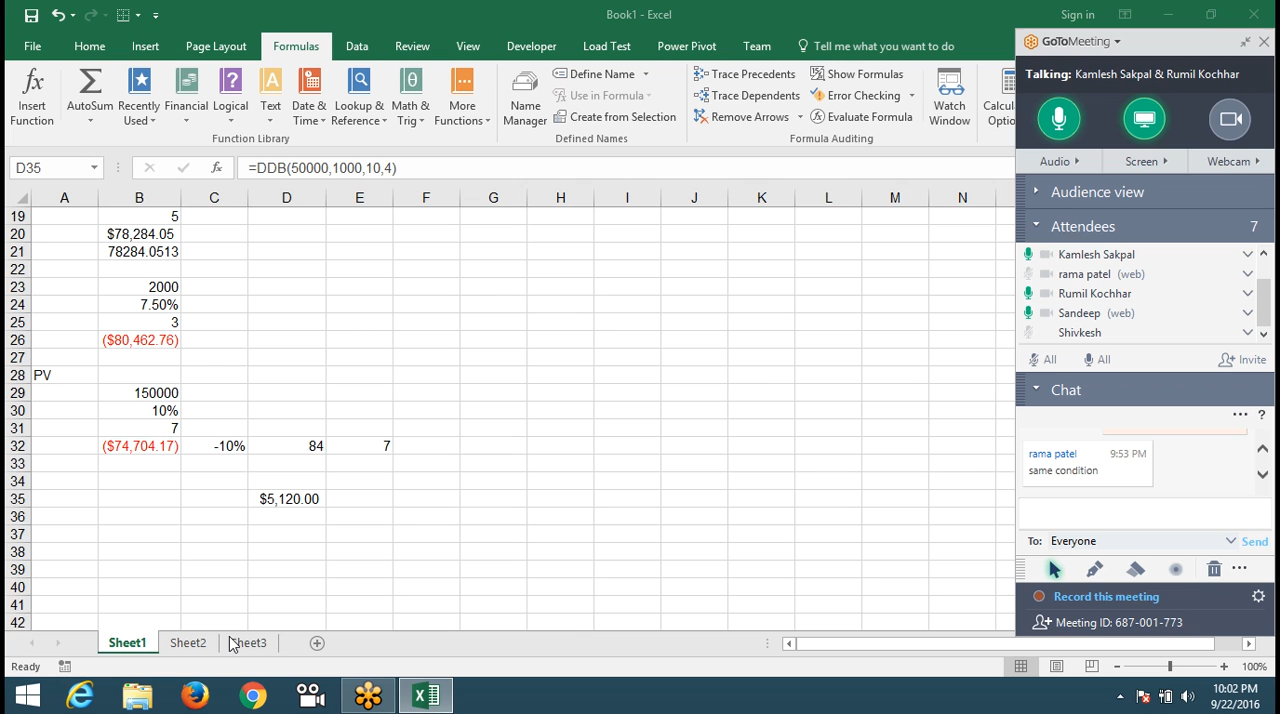 Book1 - Excel
Sign in
File Home Insert Page Layout Formulas Data Review View Developer Load Test Power Pivot Team Tell me what you want to do
Insert Function
AutoSum
Recently Used
Financial
Logical
Text
Date & Time
Lookup & Reference
Math & Trig
More Functions
Function Library
Name Manager
Define Name
Use in Formula
Create from Selection
Defined Names
Trace Precedents
Trace Dependents
Remove Arrows
Show Formulas
Error Checking
Evaluate Formula
Formula Auditing
Watch Window
D35
fx
=DDB(50000,1000,10,4)
A B C D E F G H I J K L M N
19 5
20 $78,284.05
21 78284.0513
22
23 2000
24 7.50%
25 3
26 ($80,462.76)
27
28 PV
29 150000
30 10%
31 7
32 ($74,704.17) -10% 84 7
33
34
35 $5,120.00
36
37
38
39
40
41
42
Sheet1 Sheet2
Ready
100%
GoToMeeting
Talking: Kamlesh Sakpal & Rumil Kochhar
Audio Screen Webcam
Audience view
Attendees 7
Kamlesh Sakpal
rama patel (web)
Rumil Kochhar
Sandeep (web)
Shivkesh
All All Invite
Chat
?
rama patel 9:53 PM
same condition
To: Everyone Send
Record this meeting
Meeting ID: 687-001-773
10:02 PM
9/22/2016